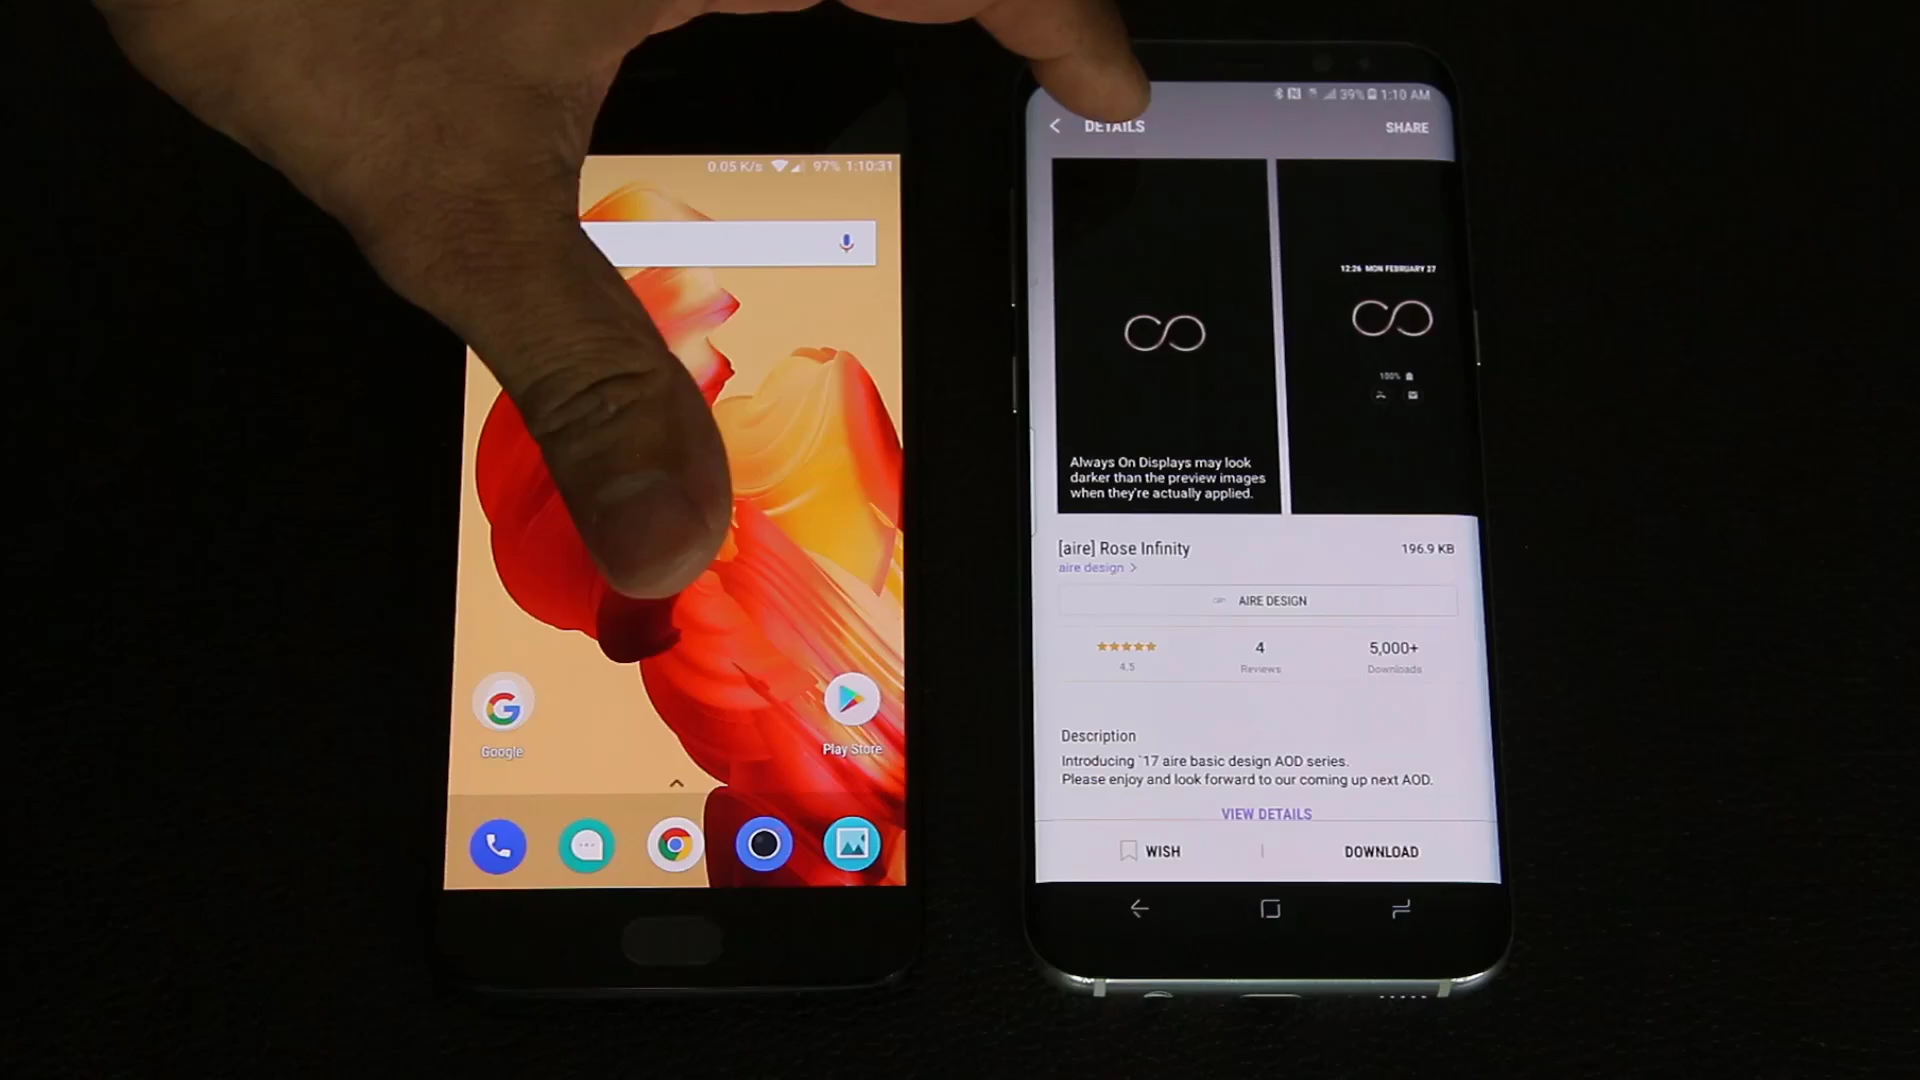 0.05 K/s 97% 1:10:31
Google
Play Store
39% 1:10 AM
DETAILS
SHARE
Always On Displays may look
darker than the preview images
when they're actually applied.
12:26 MON FEBRUARY 27
100%
[aire] Rose Infinity
196.9 KB
aire design >
AIRE DESIGN
4.5
4
Reviews
5,000+
Downloads
Description
Introducing `17 aire basic design AOD series.
Please enjoy and look forward to our coming up next AOD.
VIEW DETAILS
WISH
DOWNLOAD